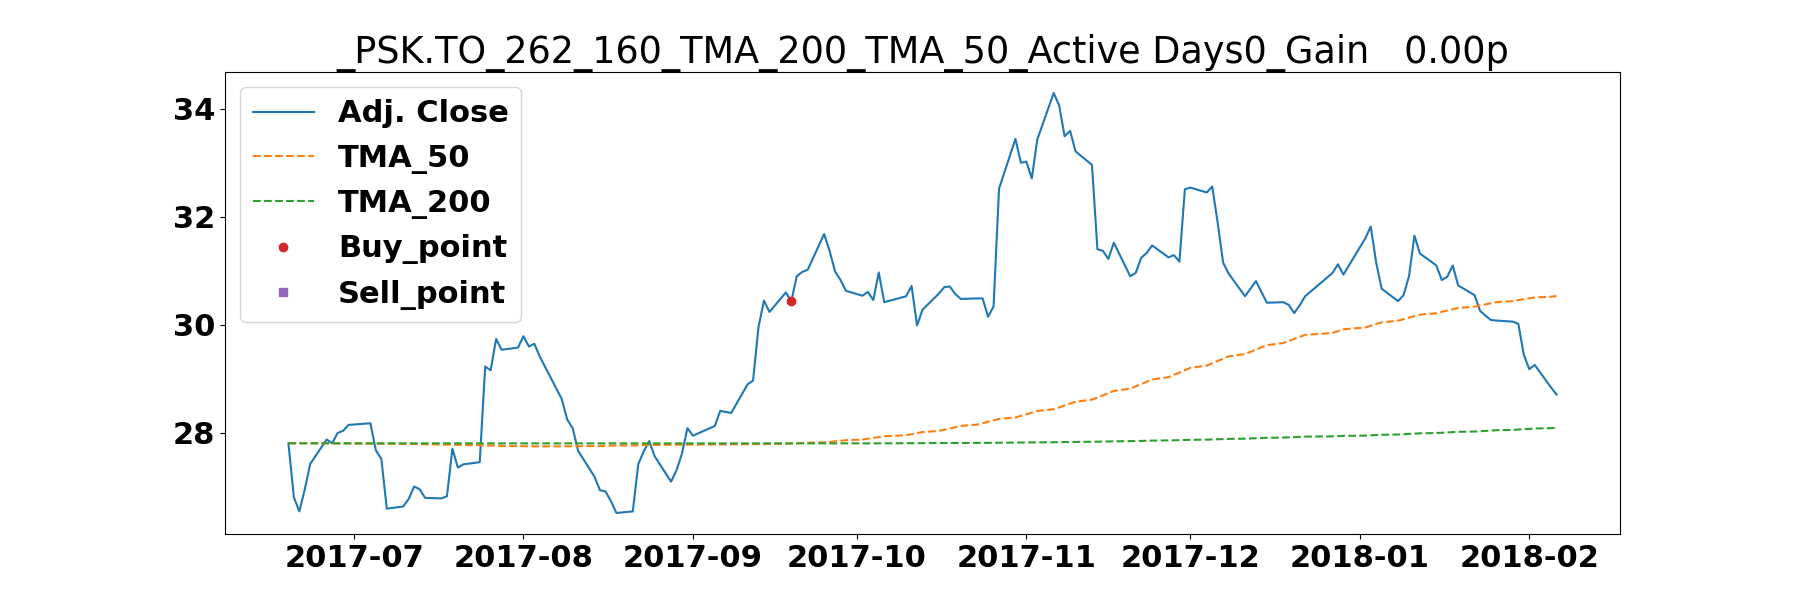 _PSK.TO_262_160_TMA_200_TMA_50_Active Days0_Gain   0.00p
34
32
30
28
Adj. Close
TMA_50
TMA_200
Buy_point
Sell_point
2017-07 2017-08 2017-09 2017-10 2017-11 2017-12 2018-01 2018-02